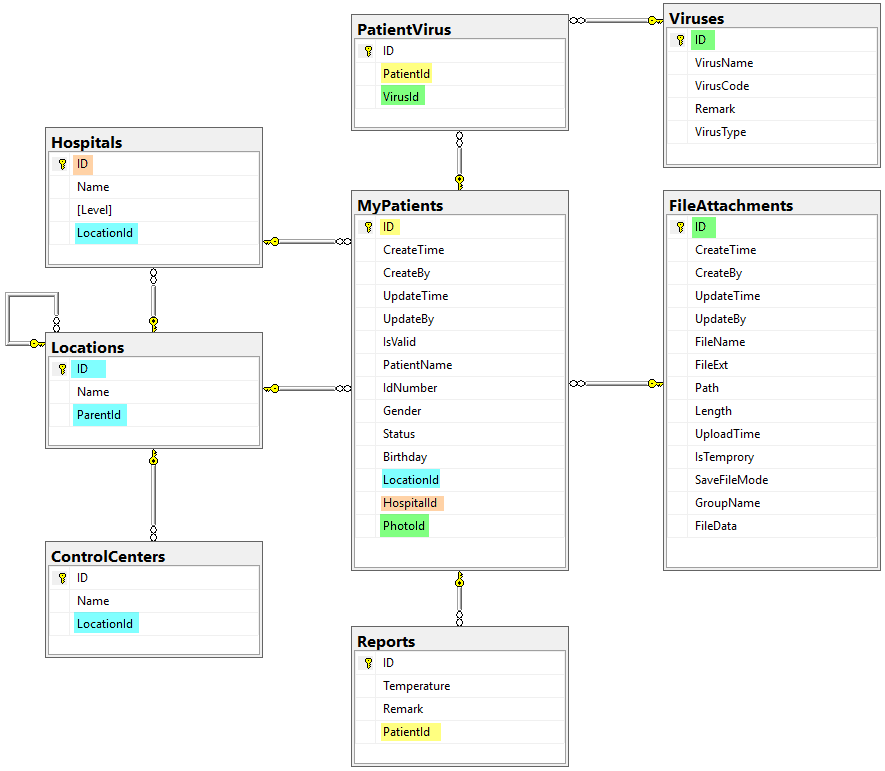 PatientVirus
ID
PatientId
VirusId
Viruses
ID
VirusName
VirusCode
Remark
VirusType
Hospitals
ID
Name
[Level]
LocationId
MyPatients
ID
CreateTime
CreateBy
UpdateTime
UpdateBy
IsValid
PatientName
IdNumber
Gender
Status
Birthday
LocationId
HospitalId
PhotoId
FileAttachments
ID
CreateTime
CreateBy
UpdateTime
UpdateBy
FileName
FileExt
Path
Length
UploadTime
IsTemprory
SaveFileMode
GroupName
FileData
Locations
ID
Name
ParentId
ControlCenters
ID
Name
LocationId
Reports
ID
Temperature
Remark
PatientId